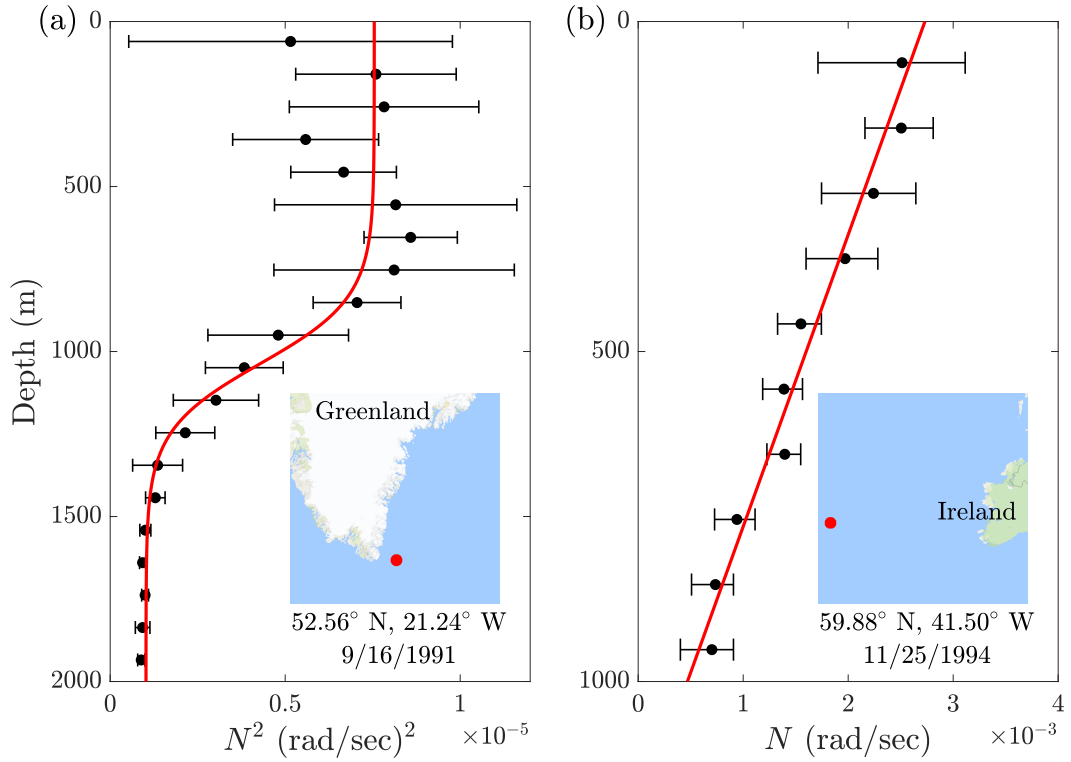 (a)
0
500
1000
1500
2000
Depth (m)
Greenland
52.56° N, 21.24° W
9/16/1991
0
0.5
1
×10⁻⁵
N² (rad/sec)²
(b)
0
500
1000
Ireland
59.88° N, 41.50° W
11/25/1994
0
1
2
3
4
×10⁻³
N (rad/sec)